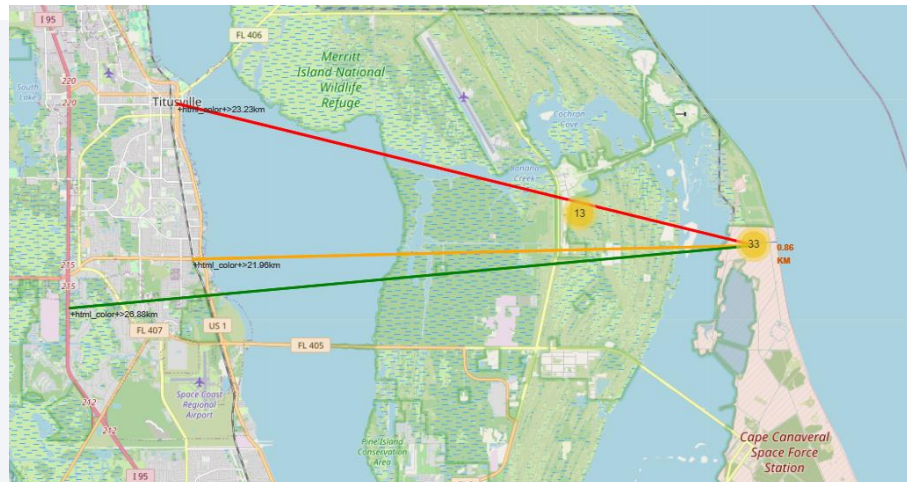 I 95
FL 406
Merritt
Island National
Wildlife
Refuge
220
220
South
Lake
Titusville
+html_color+>23.23km
Cochran
Cove
Banana
Creek
13
33
0.86
KM
215
215
+html_color+>21.96km
+html_color+>26.88km
US 1
FL 407
FL 405
Space Coast
Regional
Airport
212
212
Pine Island
Conservation
Area
Cape Canaveral
Space Force
Station
I 95